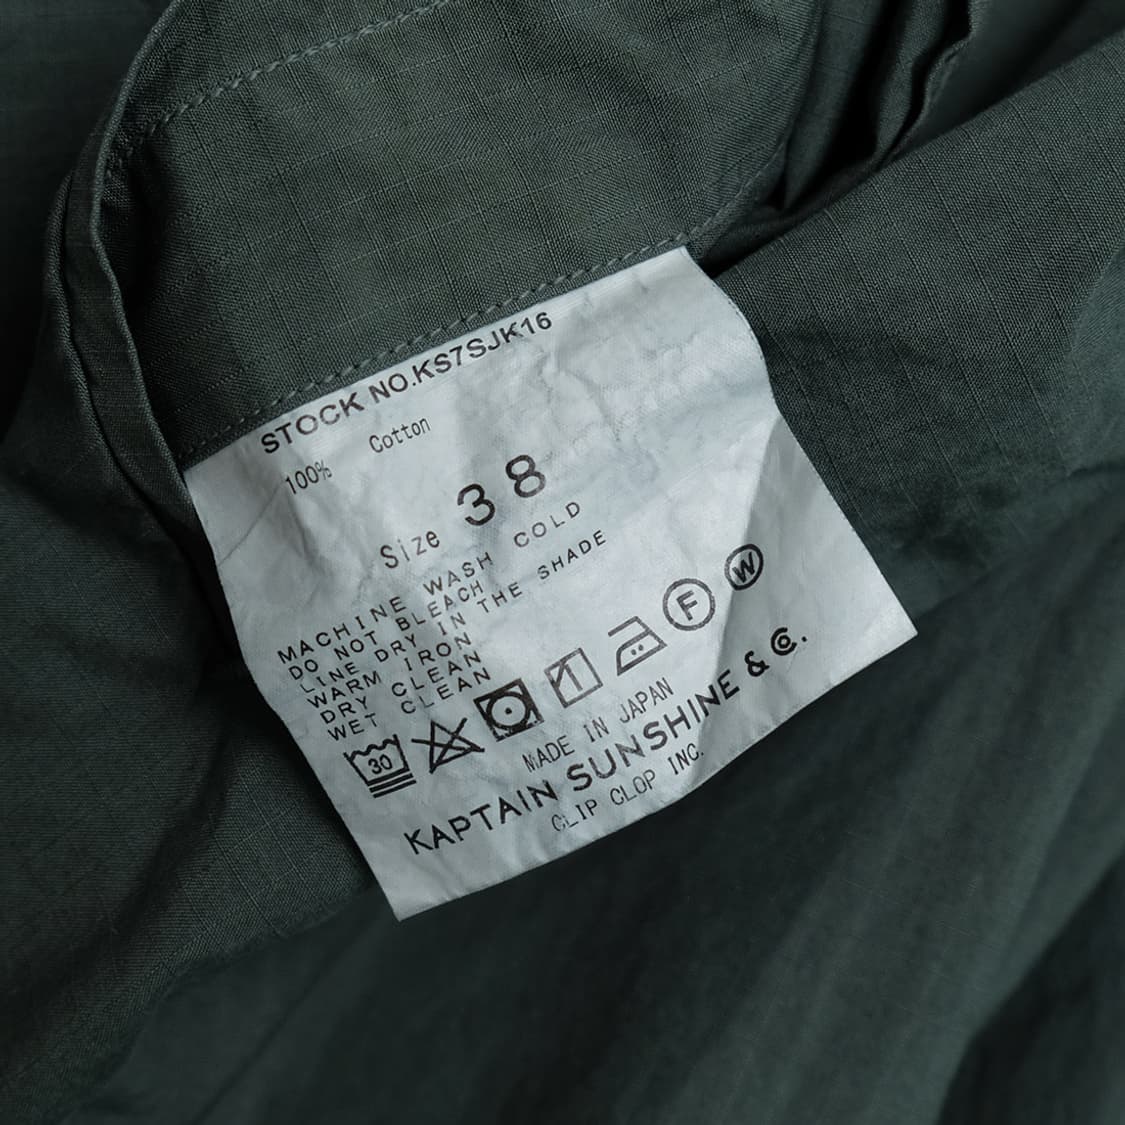 STOCK NO.KS7SJK16
100% Cotton
Size 38
MACHINE WASH COLD
DO NOT BLEACH
LINE DRY IN THE SHADE
WARM IRON
DRY CLEAN
WET CLEAN
30 F W
MADE IN JAPAN
KAPTAIN SUNSHINE & Co.
CLIP CLOP INC.